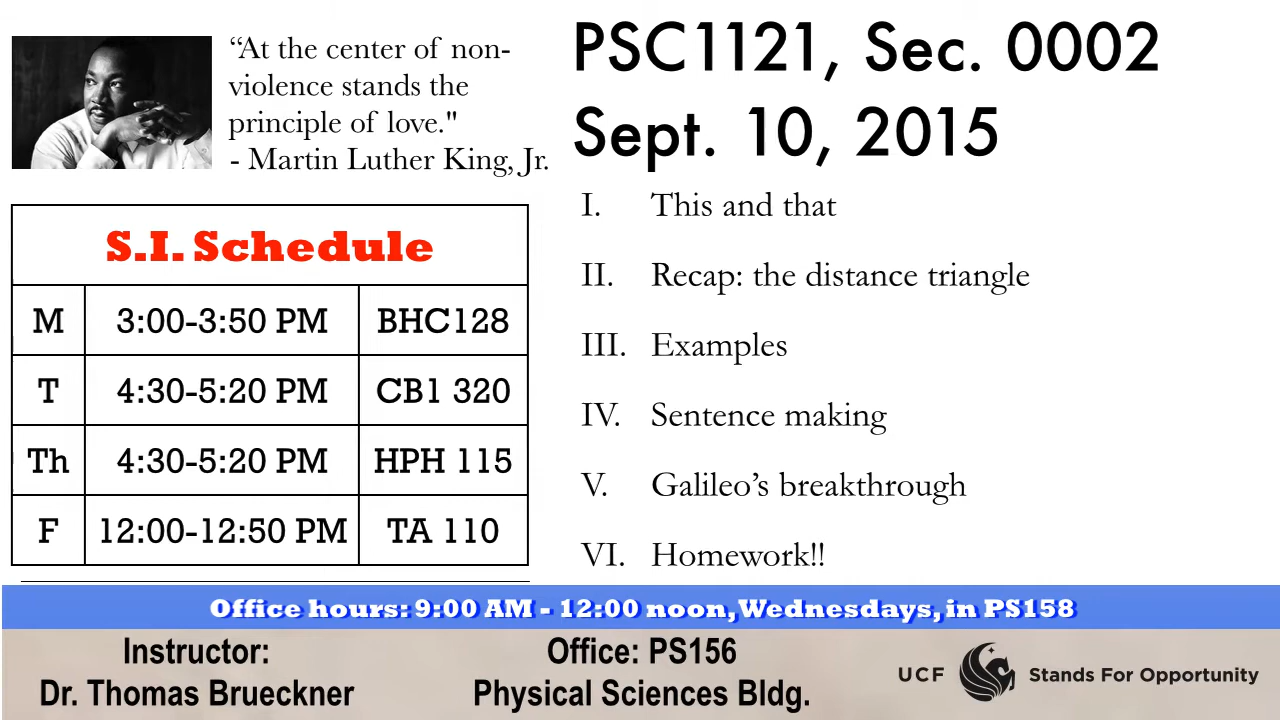 “At the center of non-
violence stands the
principle of love."
- Martin Luther King, Jr.
PSC1121, Sec. 0002
Sept. 10, 2015
S.I. Schedule
M 3:00-3:50 PM BHC128
T 4:30-5:20 PM CB1 320
Th 4:30-5:20 PM HPH 115
F 12:00-12:50 PM TA 110
I. This and that
II. Recap: the distance triangle
III. Examples
IV. Sentence making
V. Galileo’s breakthrough
VI. Homework!!
Office hours: 9:00 AM - 12:00 noon, Wednesdays, in PS158
Instructor:
Dr. Thomas Brueckner
Office: PS156
Physical Sciences Bldg.
UCF Stands For Opportunity